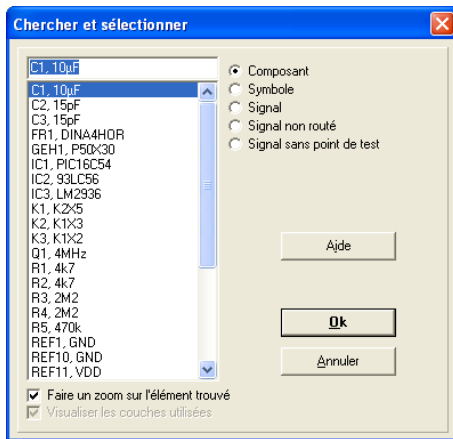 Chercher et sélectionner
C1, 10µF
C1, 10µF
C2, 15pF
C3, 15pF
FR1, DINA4HOR
GEH1, P50X30
IC1, PIC16C54
IC2, 93LC56
IC3, LM2936
K1, K2X5
K2, K1X3
K3, K1X2
Q1, 4MHz
R1, 4k7
R2, 4k7
R3, 2M2
R4, 2M2
R5, 470k
REF1, GND
REF10, GND
REF11, VDD
Composant
Symbole
Signal
Signal non routé
Signal sans point de test
Ajde
Ok
Annuler
Faire un zoom sur l'élément trouvé
Visualiser les couches utilisées